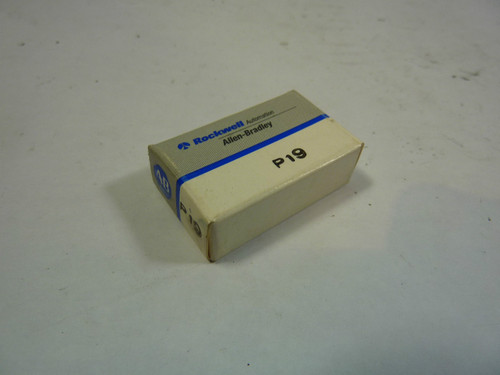 Rockwell Automation
Allen-Bradley
P19
AB
P19